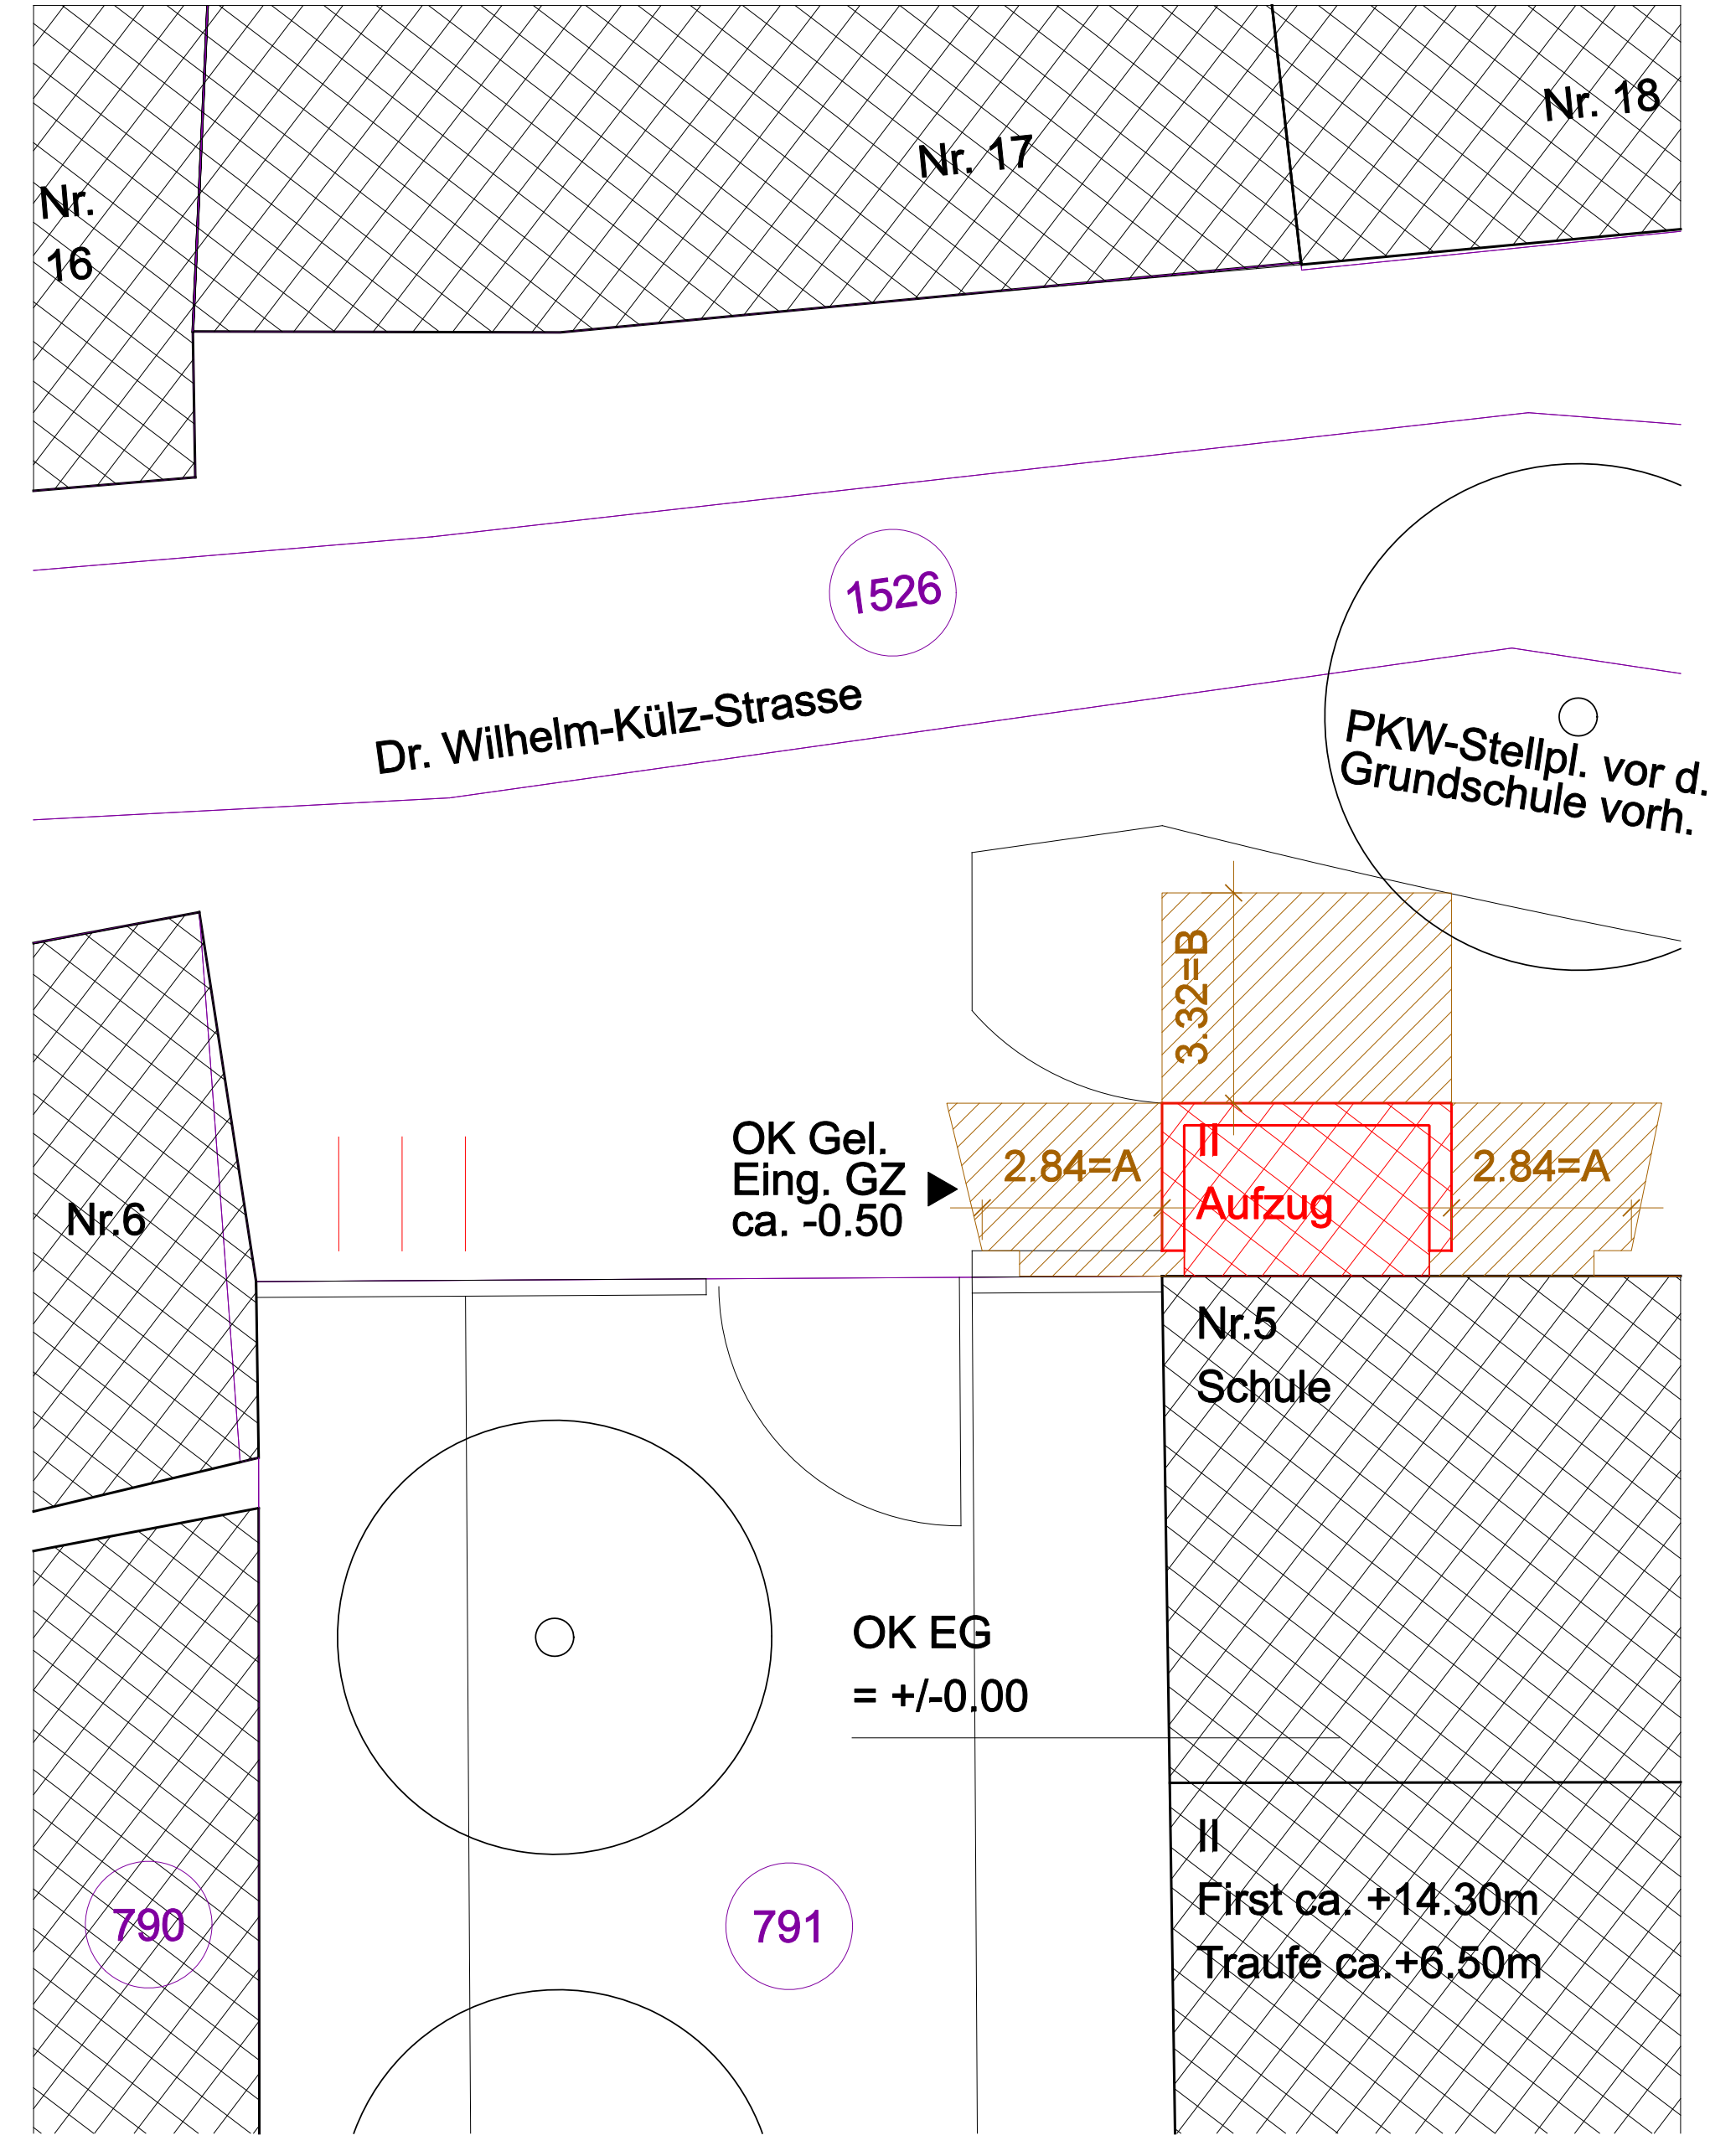 Nr. 18
Nr. 17
Nr.
16
1526
Dr. Wilhelm-Külz-Strasse
PKW-Stellpl. vor d.
Grundschule vorh.
3.32=B
OK Gel.
Eing. GZ
ca. -0.50
2.84=A
II
Aufzug
2.84=A
Nr.6
Nr.5
Schule
OK EG
= +/-0.00
II
First ca. +14.30m
Traufe ca.+6.50m
790
791